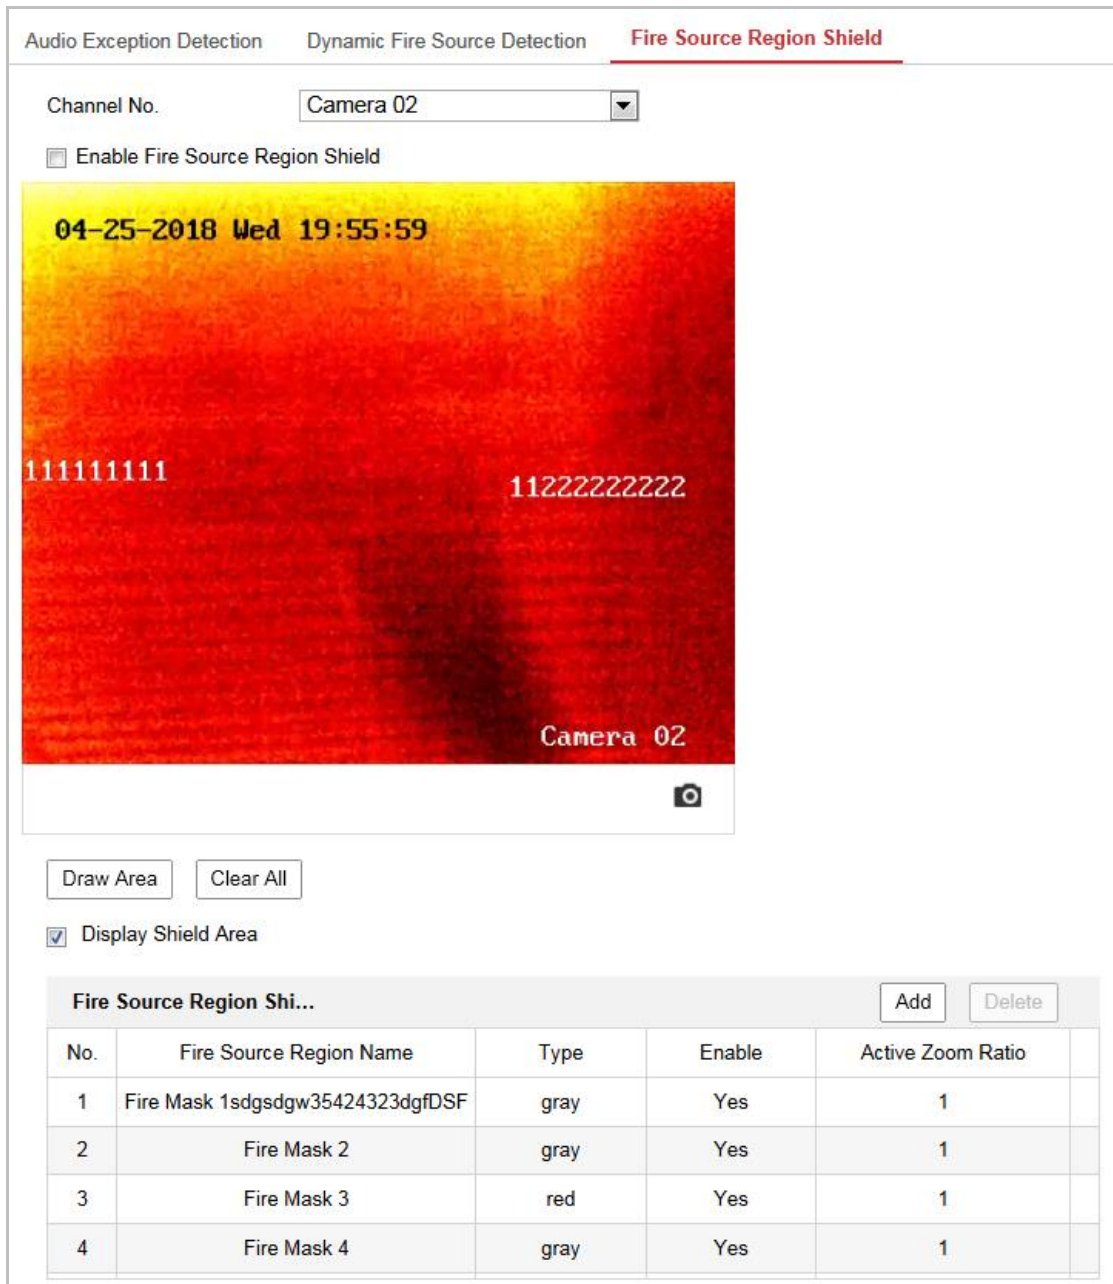 Audio Exception Detection Dynamic Fire Source Detection Fire Source Region Shield
Channel No. Camera 02
Enable Fire Source Region Shield
04-25-2018 Wed 19:55:59
111111111
11222222222
Camera 02
Draw Area Clear All
Display Shield Area
Fire Source Region Shi... Add Delete
No. Fire Source Region Name Type Enable Active Zoom Ratio
1 Fire Mask 1sdgsdgw35424323dgfDSF gray Yes 1
2 Fire Mask 2 gray Yes 1
3 Fire Mask 3 red Yes 1
4 Fire Mask 4 gray Yes 1